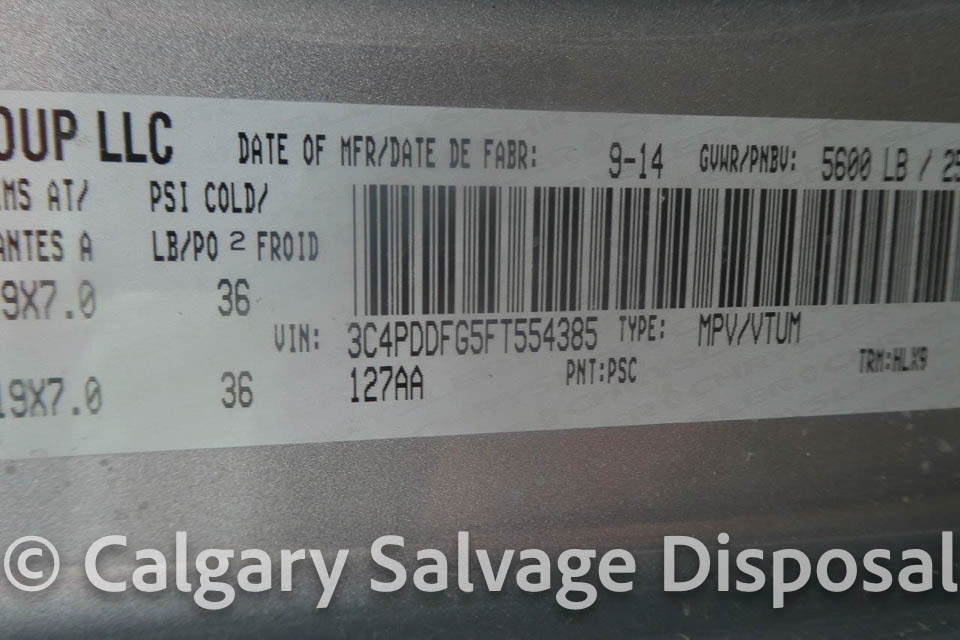 OUP LLC DATE OF MFR/DATE DE FABR: 9-14 GVWR/PNBV: 5600 LB / 25
MS AT/ PSI COLD/
ANTES A LB/PO 2 FROID
9X7.0 36
VIN: 3C4PDDFG5FT554385 TYPE: MPV/VTUM
19X7.0 36 127AA PNT:PSC TRM:HLX9
© Calgary Salvage Disposal